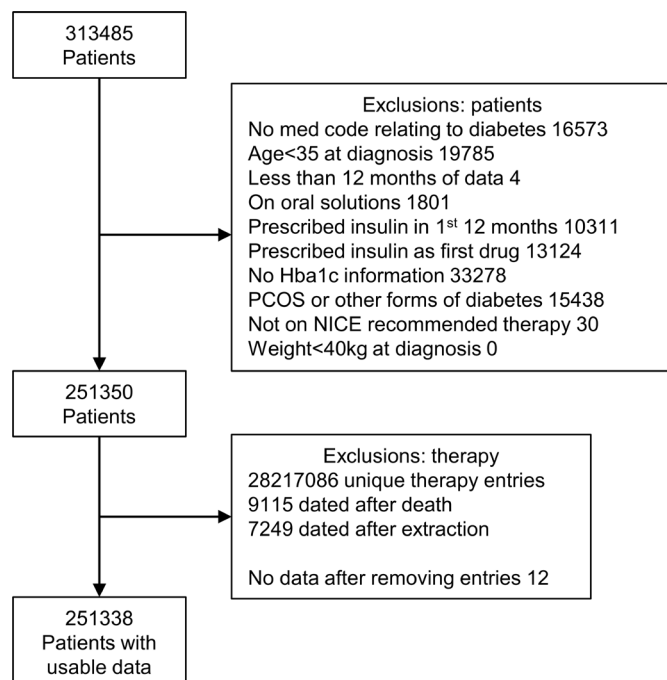 313485
Patients
Exclusions: patients
No med code relating to diabetes 16573
Age<35 at diagnosis 19785
Less than 12 months of data 4
On oral solutions 1801
Prescribed insulin in 1st 12 months 10311
Prescribed insulin as first drug 13124
No Hba1c information 33278
PCOS or other forms of diabetes 15438
Not on NICE recommended therapy 30
Weight<40kg at diagnosis 0
251350
Patients
Exclusions: therapy
28217086 unique therapy entries
9115 dated after death
7249 dated after extraction
No data after removing entries 12
251338
Patients with
usable data